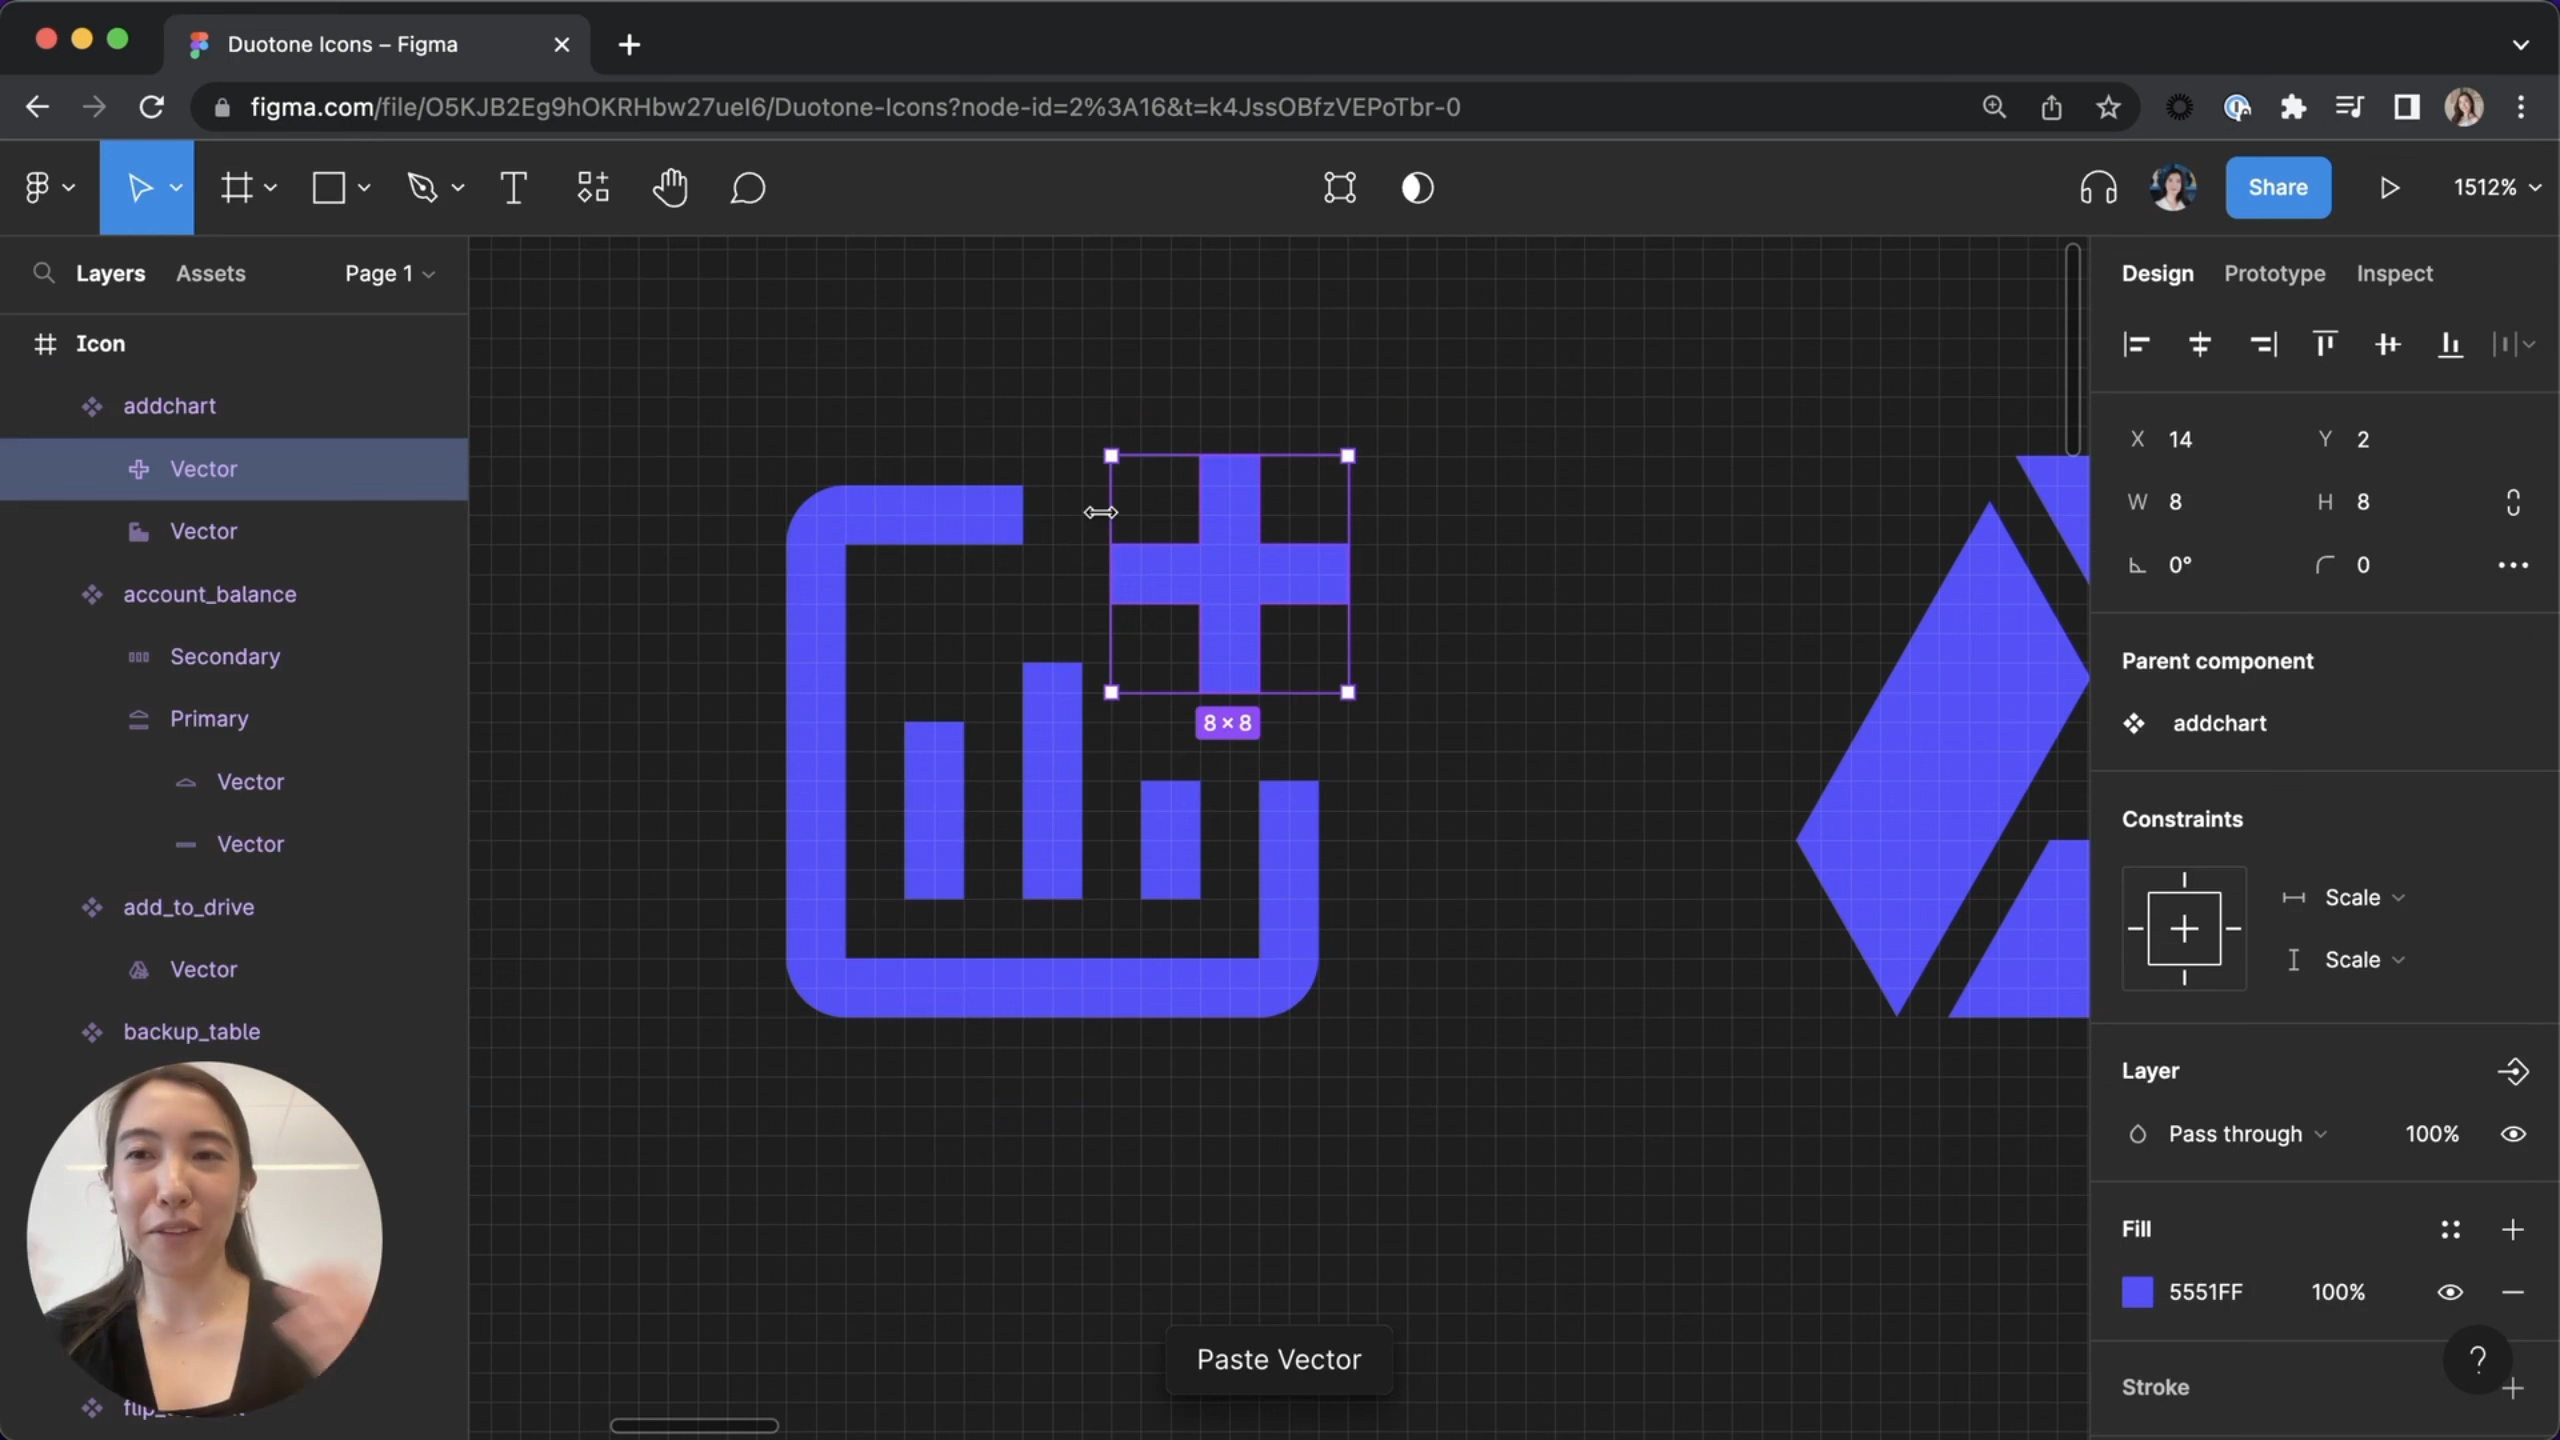 Duotone Icons – Figma
figma.com/file/O5KJB2Eg9hOKRHbw27uel6/Duotone-Icons?node-id=2%3A16&t=k4JssOBfzVEPoTbr-0
Share
1512%
Layers
Assets
Page 1
Design
Prototype
Inspect
Icon
addchart
Vector
Vector
account_balance
Secondary
Primary
Vector
Vector
add_to_drive
Vector
backup_table
8 × 8
Paste Vector
X 14
Y 2
W 8
H 8
0°
0
Parent component
addchart
Constraints
Scale
Scale
Layer
Pass through
100%
Fill
5551FF
100%
Stroke
?